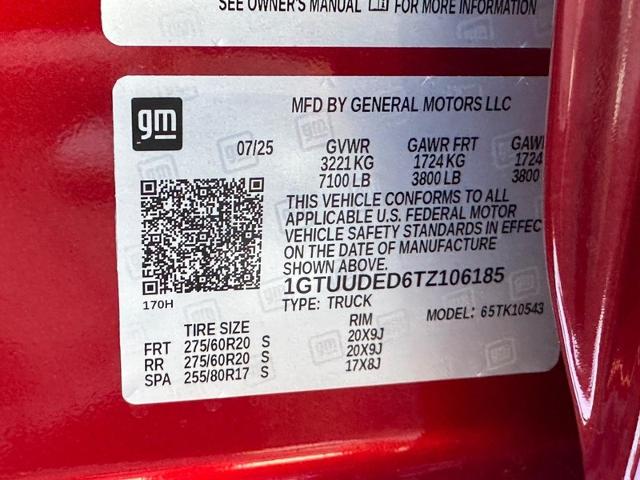 SEE OWNER'S MANUAL FOR MORE INFORMATION
gm
MFD BY GENERAL MOTORS LLC
07/25 GVWR GAWR FRT
3221 KG 1724 KG 1724
7100 LB 3800 LB 3800
THIS VEHICLE CONFORMS TO ALL
APPLICABLE U.S. FEDERAL MOTOR
VEHICLE SAFETY STANDARDS IN EFFEC
ON THE DATE OF MANUFACTURE
SHOWN ABOVE.
1GTUUDED6TZ106185
TYPE: TRUCK
MODEL: 65TK10543
170H
TIRE SIZE RIM
FRT 275/60R20 S 20X9J
RR 275/60R20 S 20X9J
SPA 255/80R17 S 17X8J